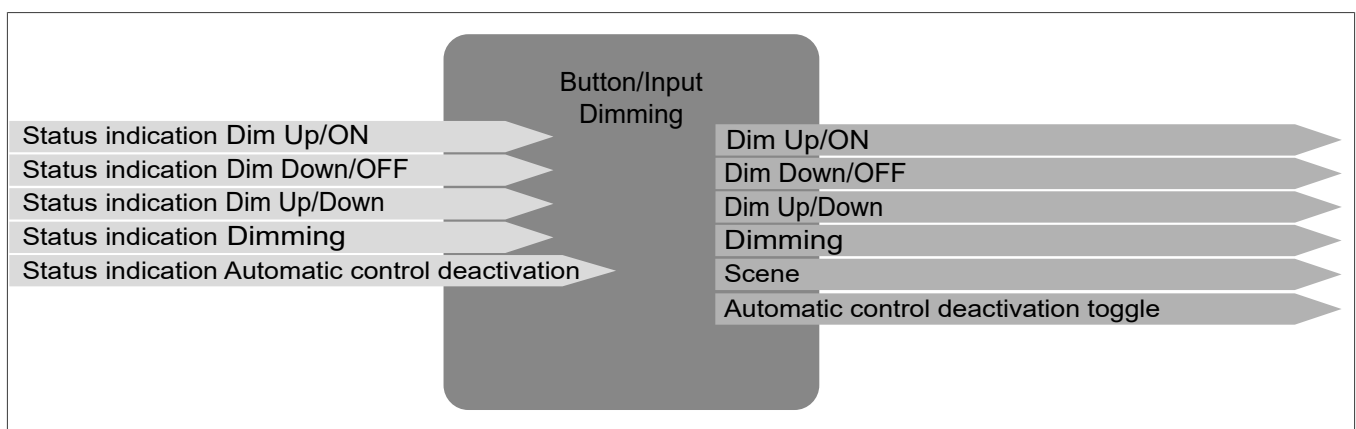 Button/Input
Dimming
Status indication Dim Up/ON
Status indication Dim Down/OFF
Status indication Dim Up/Down
Status indication Dimming
Status indication Automatic control deactivation
Dim Up/ON
Dim Down/OFF
Dim Up/Down
Dimming
Scene
Automatic control deactivation toggle